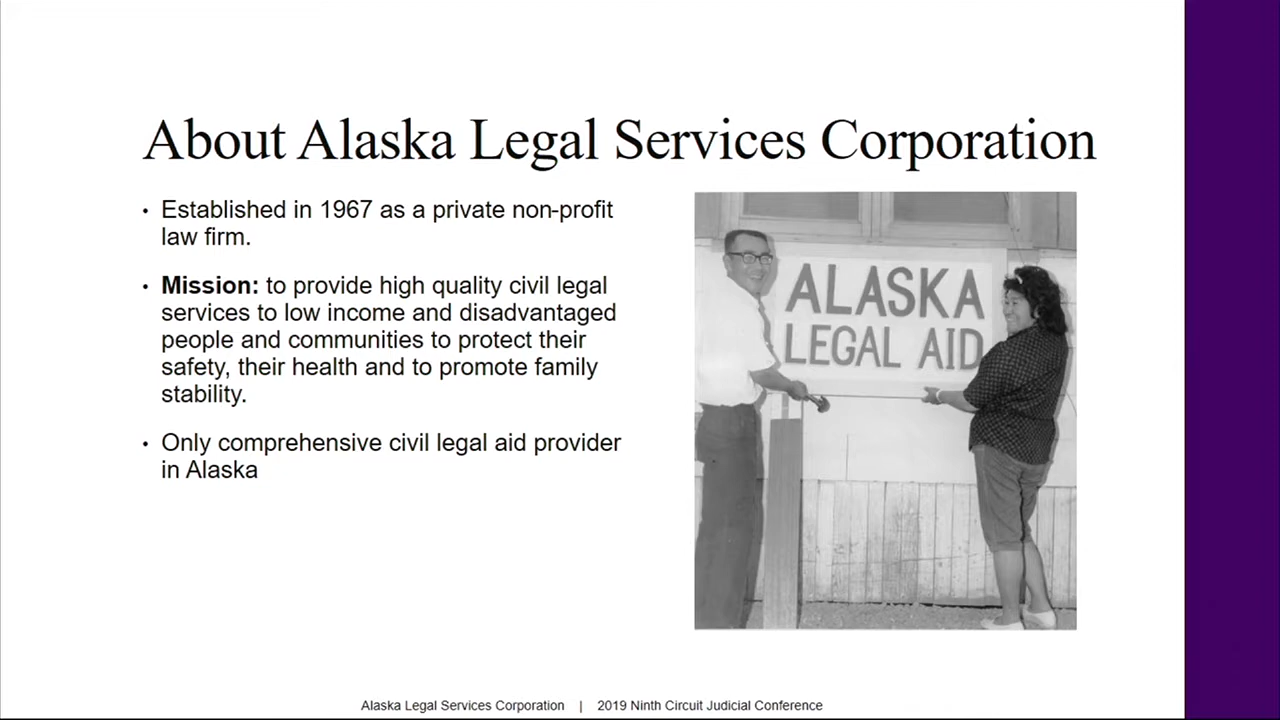 About Alaska Legal Services Corporation
• Established in 1967 as a private non-profit
law firm.
• Mission: to provide high quality civil legal
services to low income and disadvantaged
people and communities to protect their
safety, their health and to promote family
stability.
• Only comprehensive civil legal aid provider
in Alaska
ALASKA
LEGAL AID
Alaska Legal Services Corporation | 2019 Ninth Circuit Judicial Conference